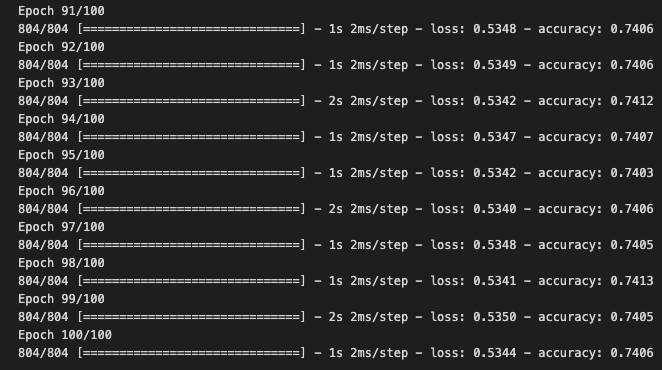 Epoch 91/100
804/804 [==============================] - 1s 2ms/step - loss: 0.5348 - accuracy: 0.7406
Epoch 92/100
804/804 [==============================] - 1s 2ms/step - loss: 0.5349 - accuracy: 0.7406
Epoch 93/100
804/804 [==============================] - 2s 2ms/step - loss: 0.5342 - accuracy: 0.7412
Epoch 94/100
804/804 [==============================] - 1s 2ms/step - loss: 0.5347 - accuracy: 0.7407
Epoch 95/100
804/804 [==============================] - 1s 2ms/step - loss: 0.5342 - accuracy: 0.7403
Epoch 96/100
804/804 [==============================] - 2s 2ms/step - loss: 0.5340 - accuracy: 0.7406
Epoch 97/100
804/804 [==============================] - 1s 2ms/step - loss: 0.5348 - accuracy: 0.7405
Epoch 98/100
804/804 [==============================] - 1s 2ms/step - loss: 0.5341 - accuracy: 0.7413
Epoch 99/100
804/804 [==============================] - 2s 2ms/step - loss: 0.5350 - accuracy: 0.7405
Epoch 100/100
804/804 [==============================] - 1s 2ms/step - loss: 0.5344 - accuracy: 0.7406